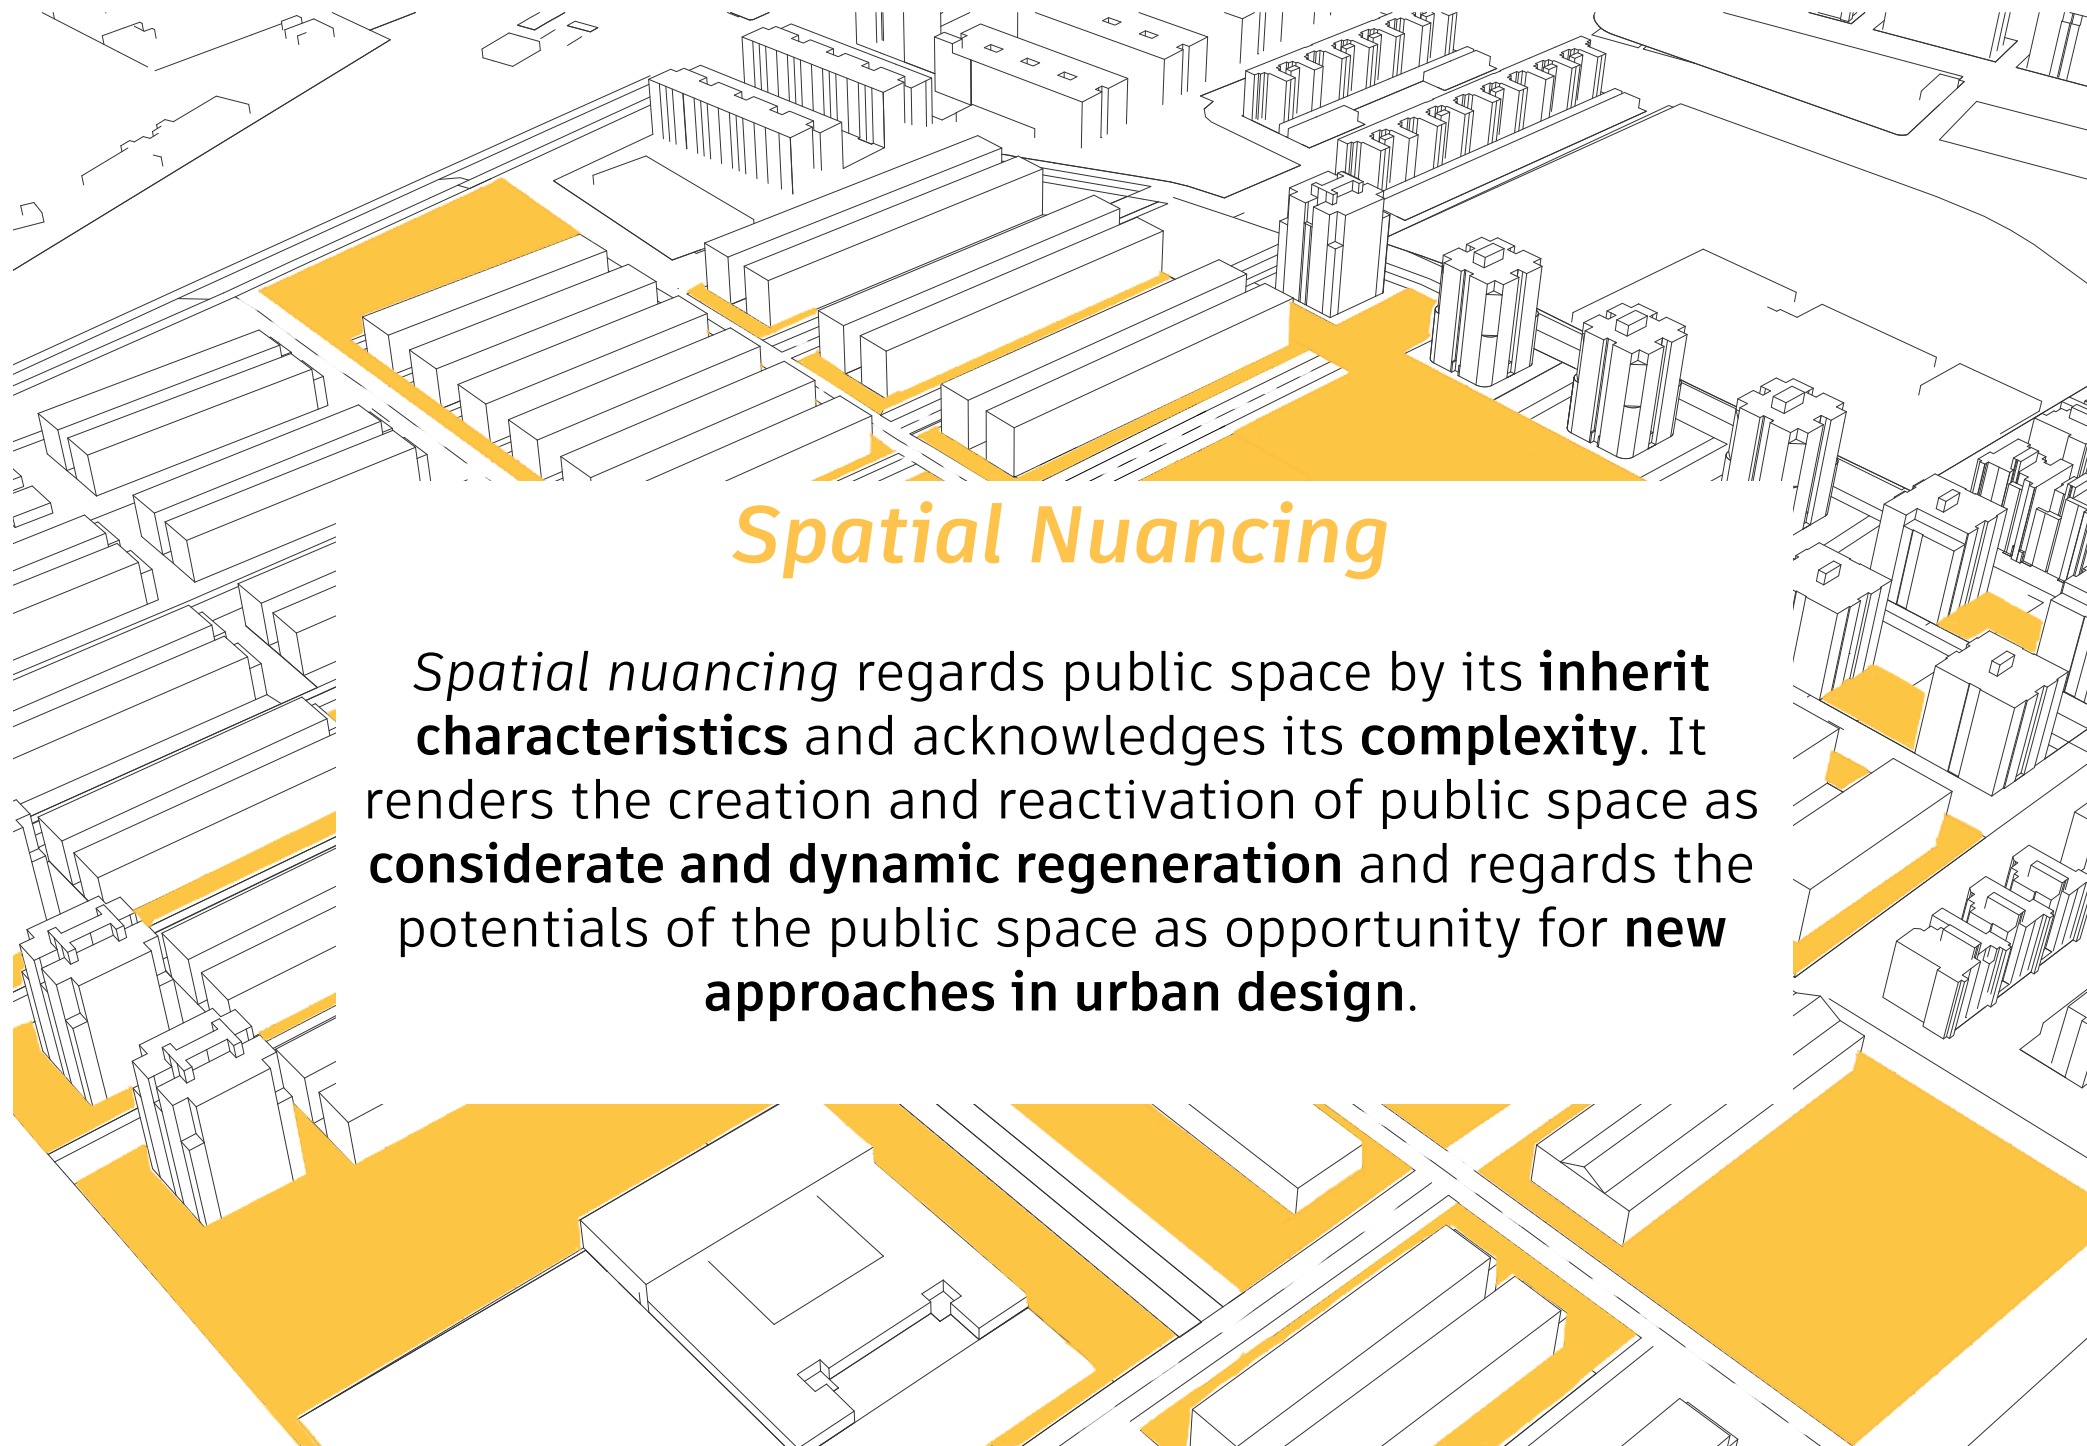 Spatial Nuancing
Spatial nuancing regards public space by its inherit
characteristics and acknowledges its complexity. It
renders the creation and reactivation of public space as
considerate and dynamic regeneration and regards the
potentials of the public space as opportunity for new
approaches in urban design.